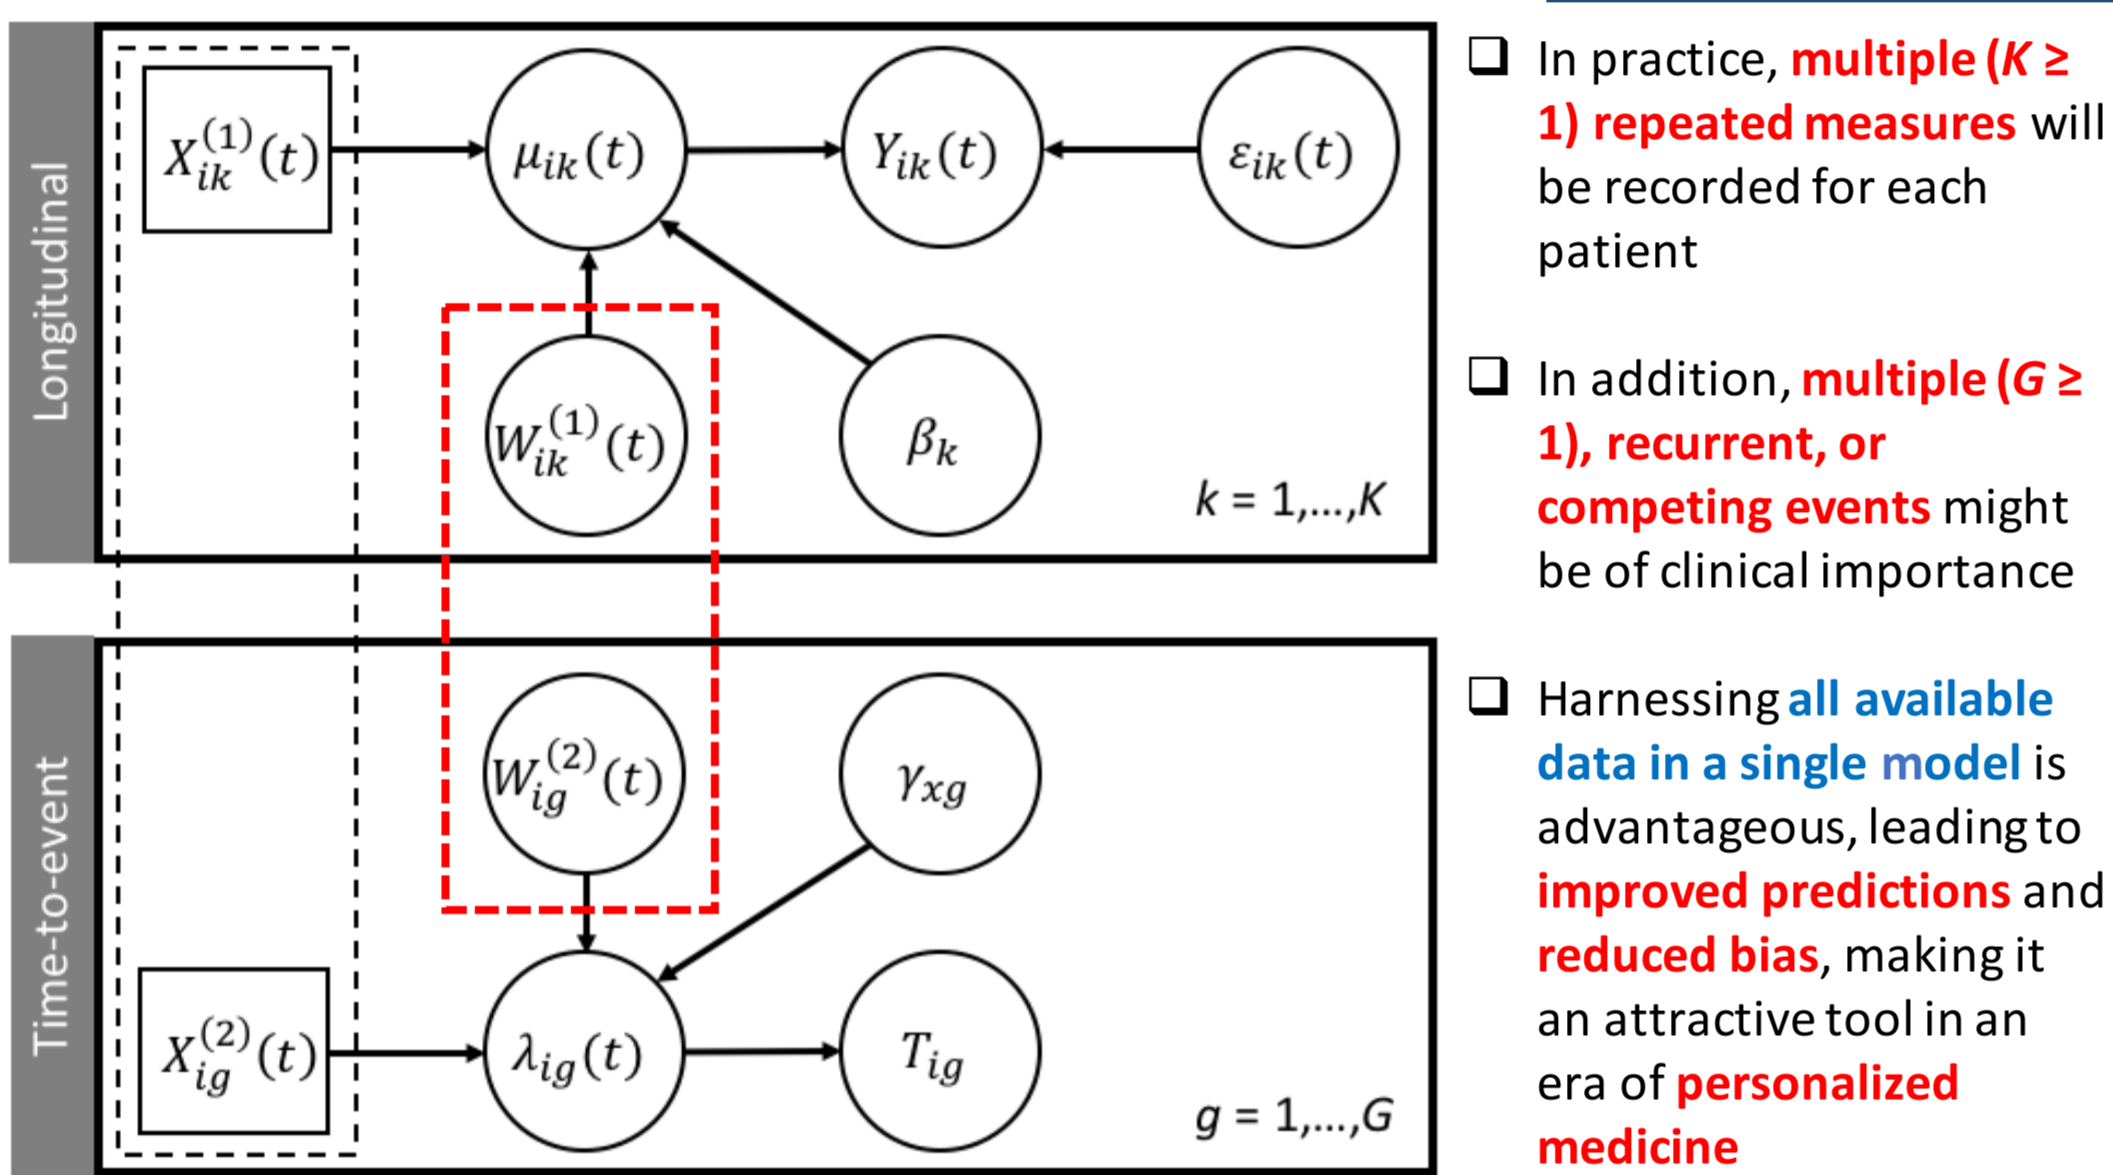 Longitudinal
X_{ik}^{(1)}(t)
μ_{ik}(t)
Y_{ik}(t)
ε_{ik}(t)
W_{ik}^{(1)}(t)
β_k
k = 1,...,K
Time-to-event
W_{ig}^{(2)}(t)
γ_{xg}
X_{ig}^{(2)}(t)
λ_{ig}(t)
T_{ig}
g = 1,...,G
❑ In practice, multiple (K ≥
1) repeated measures will
be recorded for each
patient
❑ In addition, multiple (G ≥
1), recurrent, or
competing events might
be of clinical importance
❑ Harnessing all available
data in a single model is
advantageous, leading to
improved predictions and
reduced bias, making it
an attractive tool in an
era of personalized
medicine